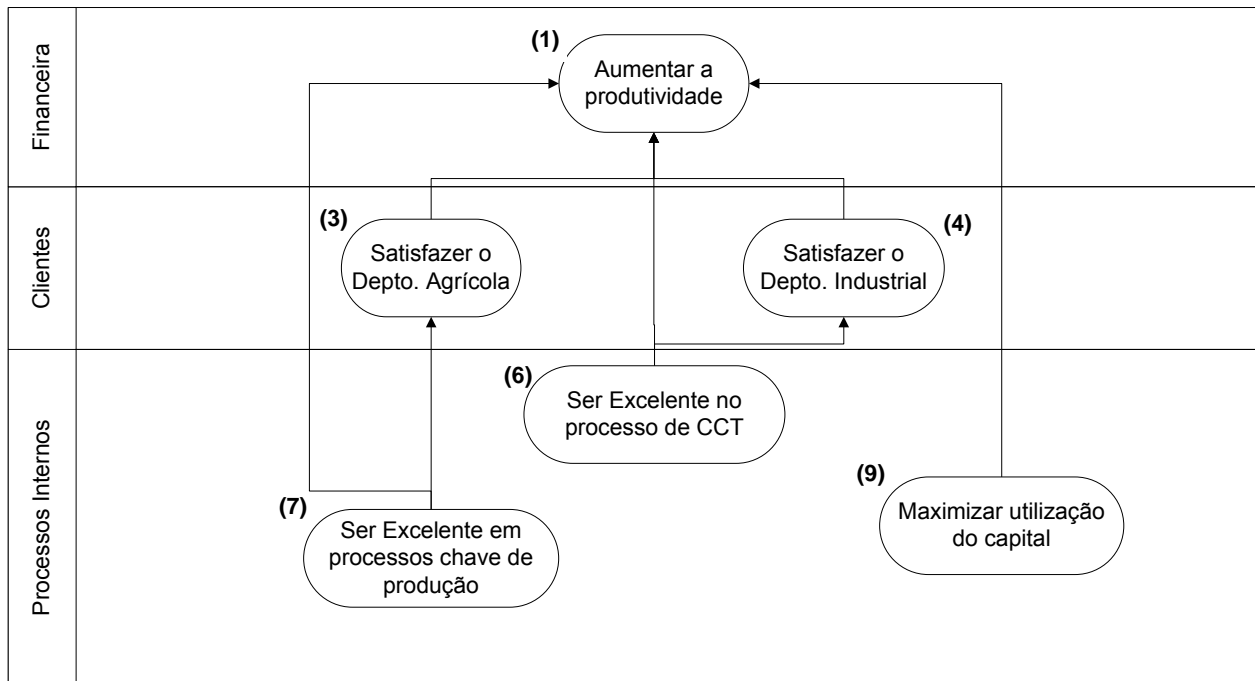 Financeira
(1)
Aumentar a
produtividade
Clientes
(3)
Satisfazer o
Depto. Agrícola
(4)
Satisfazer o
Depto. Industrial
Processos Internos
(6)
Ser Excelente no
processo de CCT
(7)
Ser Excelente em
processos chave de
produção
(9)
Maximizar utilização
do capital